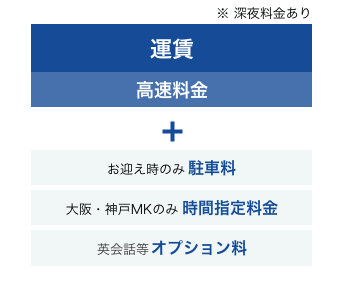 ※ 深夜料金あり
運賃
高速料金
+
お迎え時のみ 駐車料
大阪・神戸MKのみ 時間指定料金
英会話等 オプション料